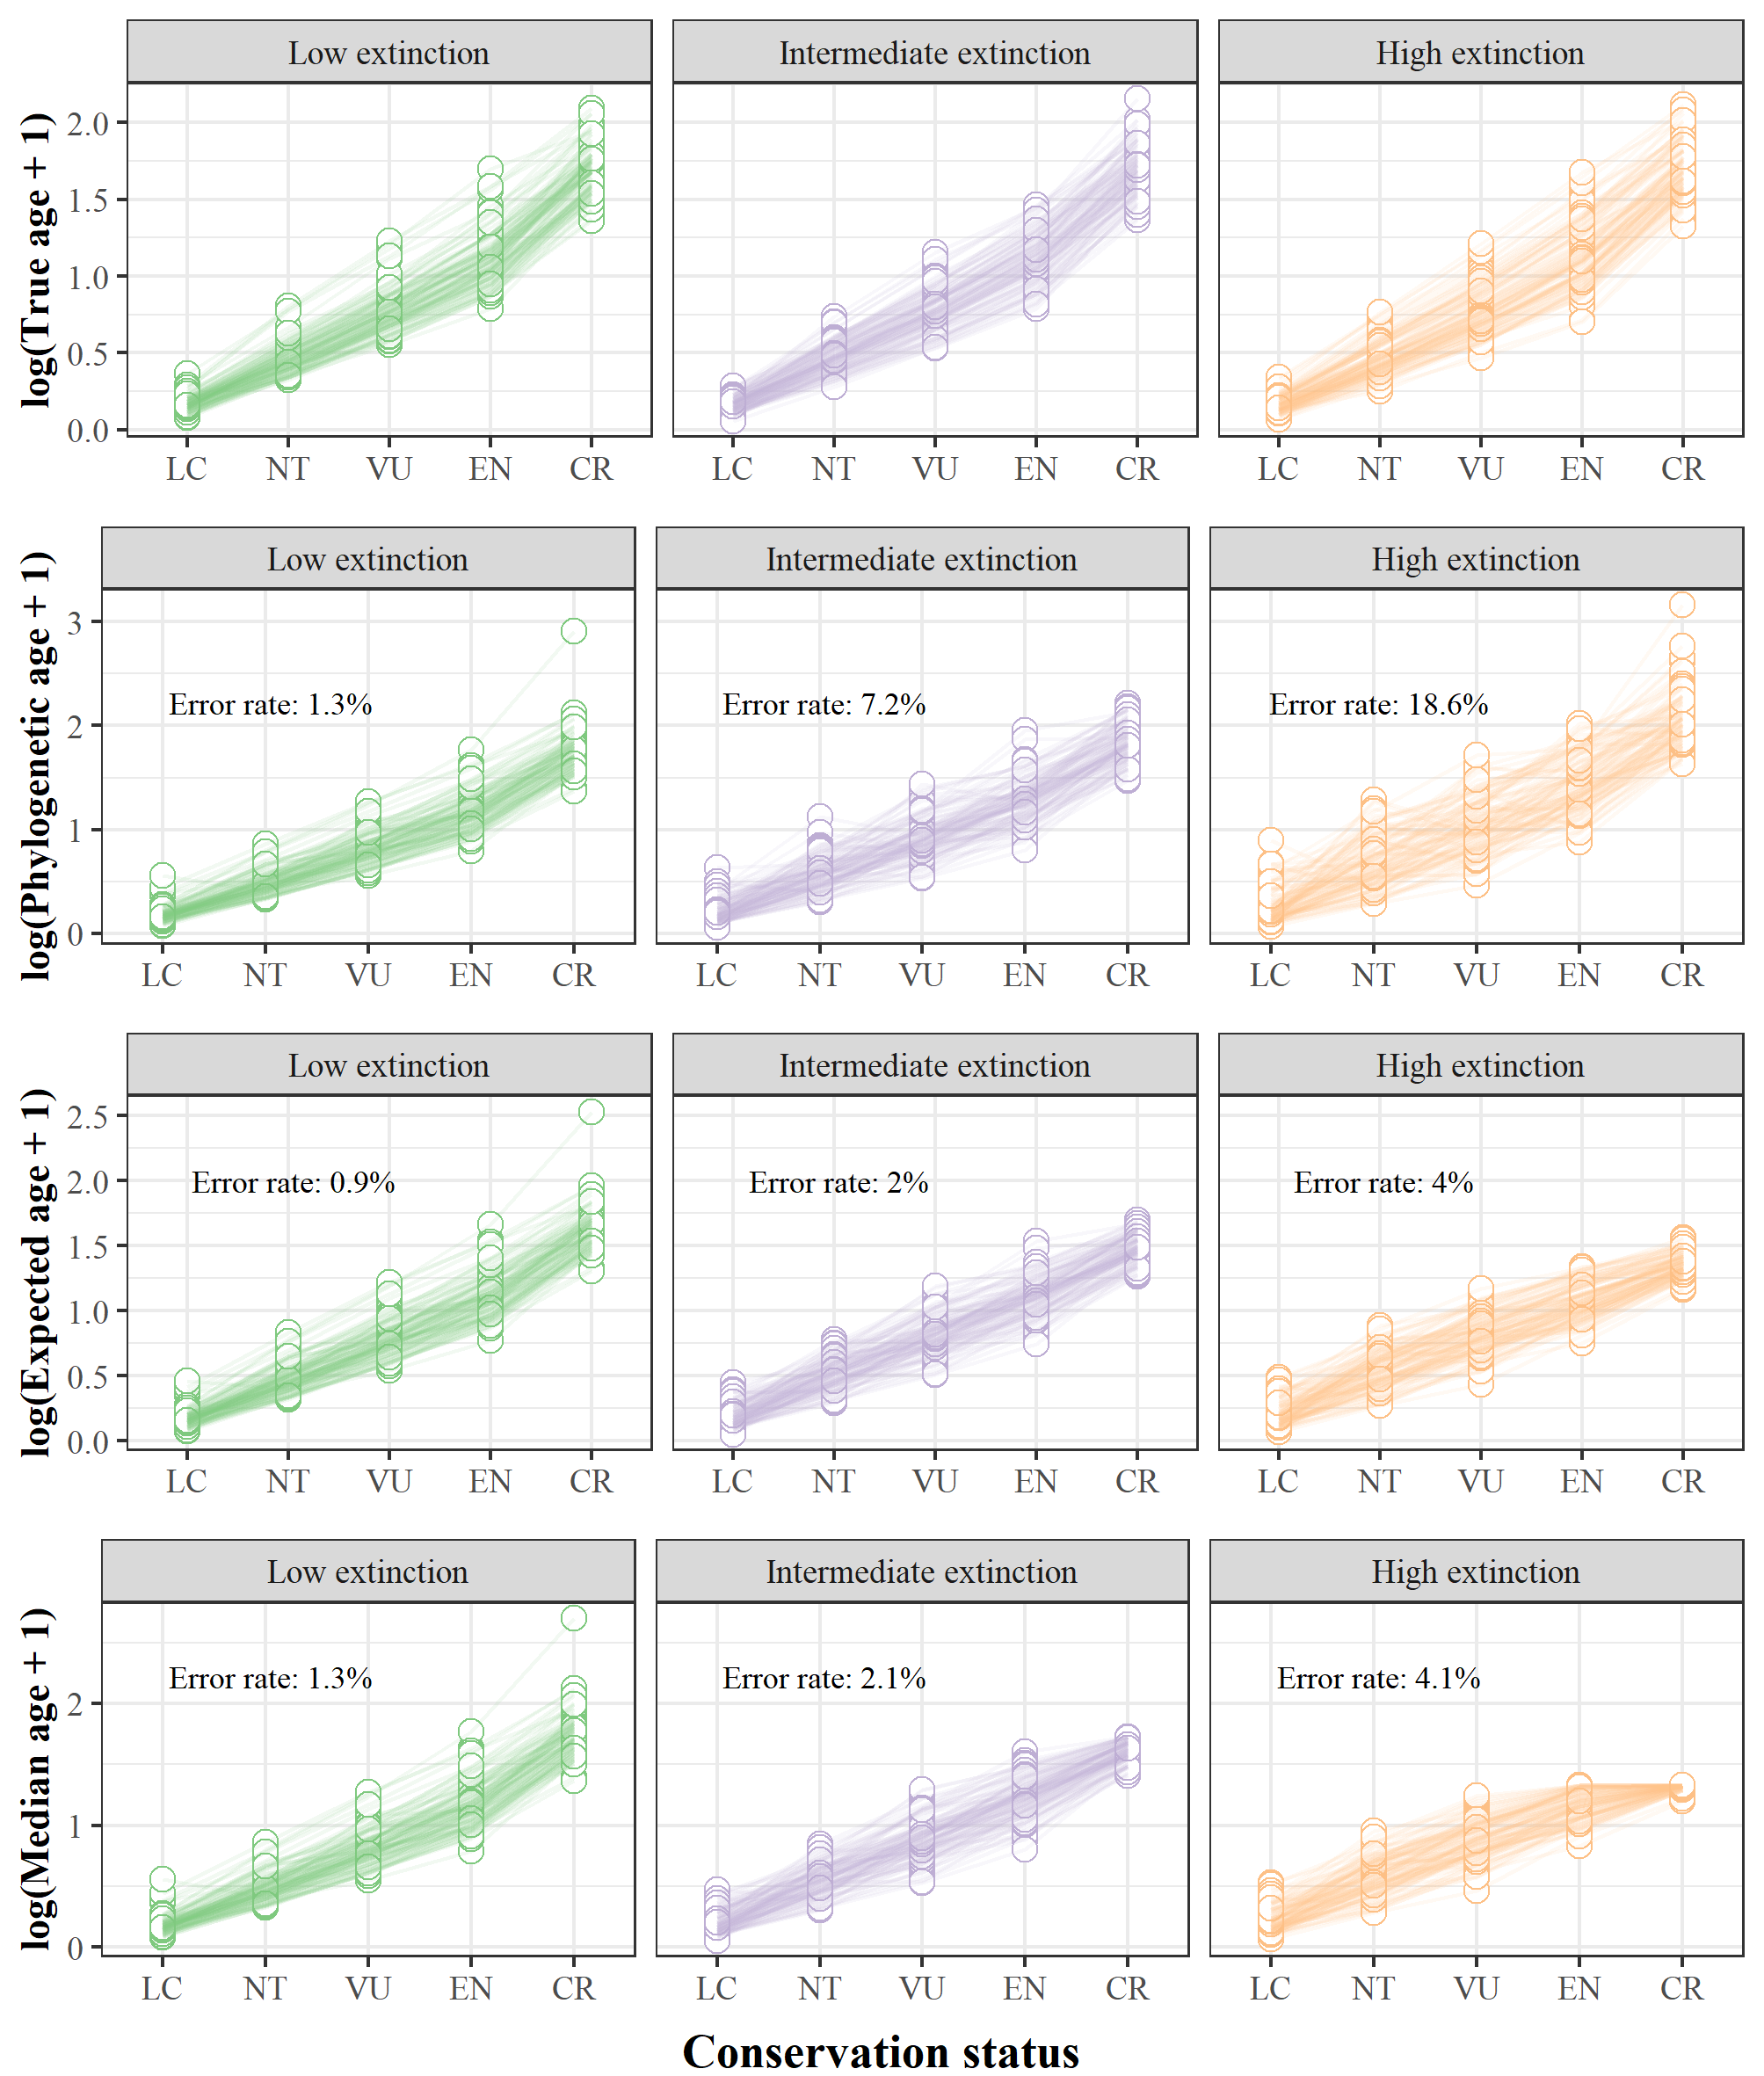 Low extinction Intermediate extinction High extinction
log(True age + 1)
2.0
1.5
1.0
0.5
0.0
LC NT VU EN CR LC NT VU EN CR LC NT VU EN CR
Low extinction Intermediate extinction High extinction
log(Phylogenetic age + 1)
3
2
1
0
Error rate: 1.3% Error rate: 7.2% Error rate: 18.6%
LC NT VU EN CR LC NT VU EN CR LC NT VU EN CR
Low extinction Intermediate extinction High extinction
log(Expected age + 1)
2.5
2.0
1.5
1.0
0.5
0.0
Error rate: 0.9% Error rate: 2% Error rate: 4%
LC NT VU EN CR LC NT VU EN CR LC NT VU EN CR
Low extinction Intermediate extinction High extinction
log(Median age + 1)
2
1
0
Error rate: 1.3% Error rate: 2.1% Error rate: 4.1%
LC NT VU EN CR LC NT VU EN CR LC NT VU EN CR
Conservation status